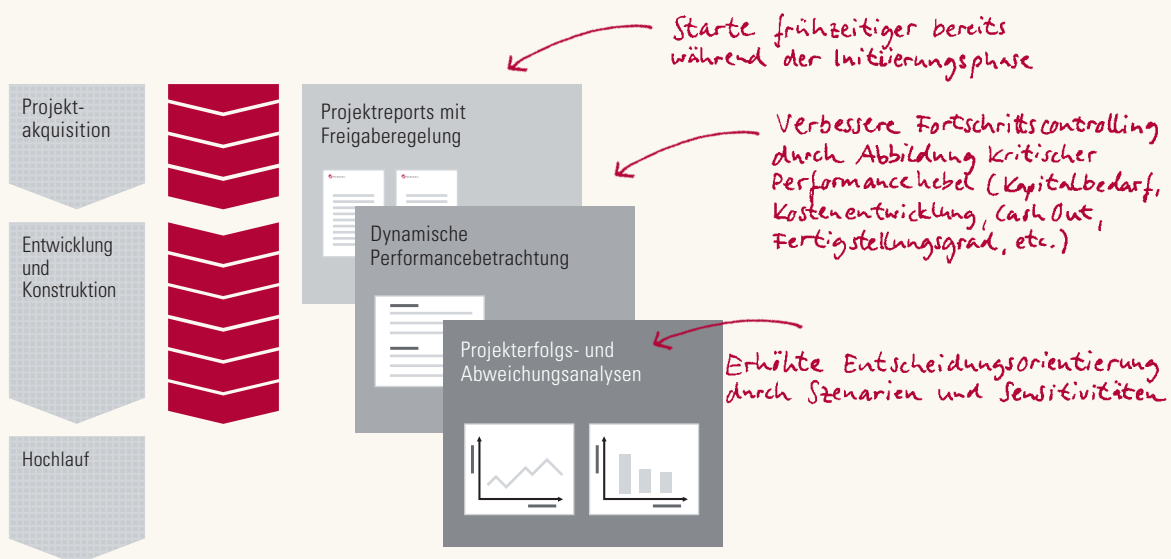 Projekt-
akquisition
Entwicklung
und
Konstruktion
Hochlauf
Projektreports mit
Freigaberegelung
Dynamische
Performancebetrachtung
Projekterfolgs- und
Abweichungsanalysen
Starte frühzeitiger bereits
während der Initiierungsphase
Verbessere Fortschrittscontrolling
durch Abbildung kritischer
Performancehebel (Kapitalbedarf,
Kostenentwicklung, Cash Out,
Fertigstellungsgrad, etc.)
Erhöhte Entscheidungsorientierung
durch Szenarien und Sensitivitäten